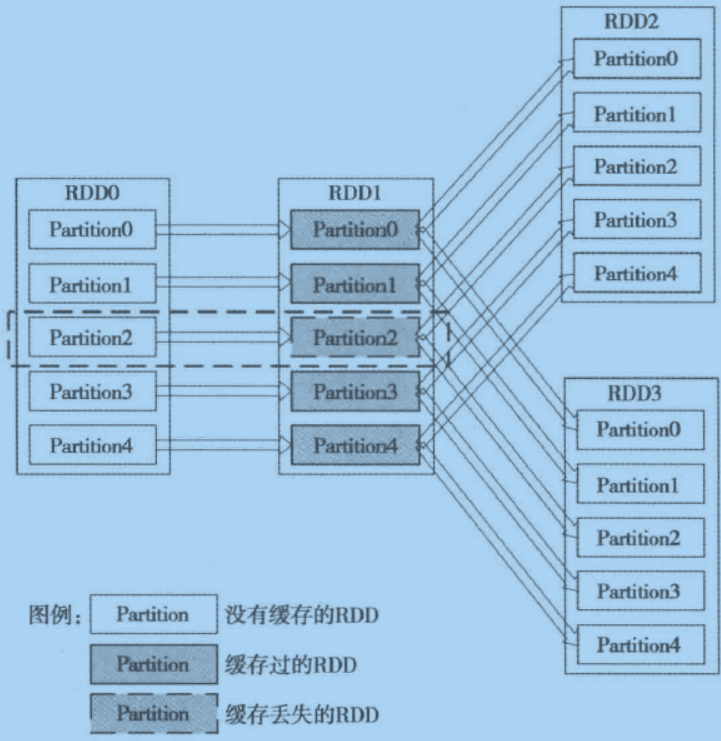 RDD0
Partition0
Partition1
Partition2
Partition3
Partition4
RDD1
Partition0
Partition1
Partition2
Partition3
Partition4
RDD2
Partition0
Partition1
Partition2
Partition3
Partition4
RDD3
Partition0
Partition1
Partition2
Partition3
Partition4
图例： Partition 没有缓存的RDD
Partition 缓存过的RDD
Partition 缓存丢失的RDD